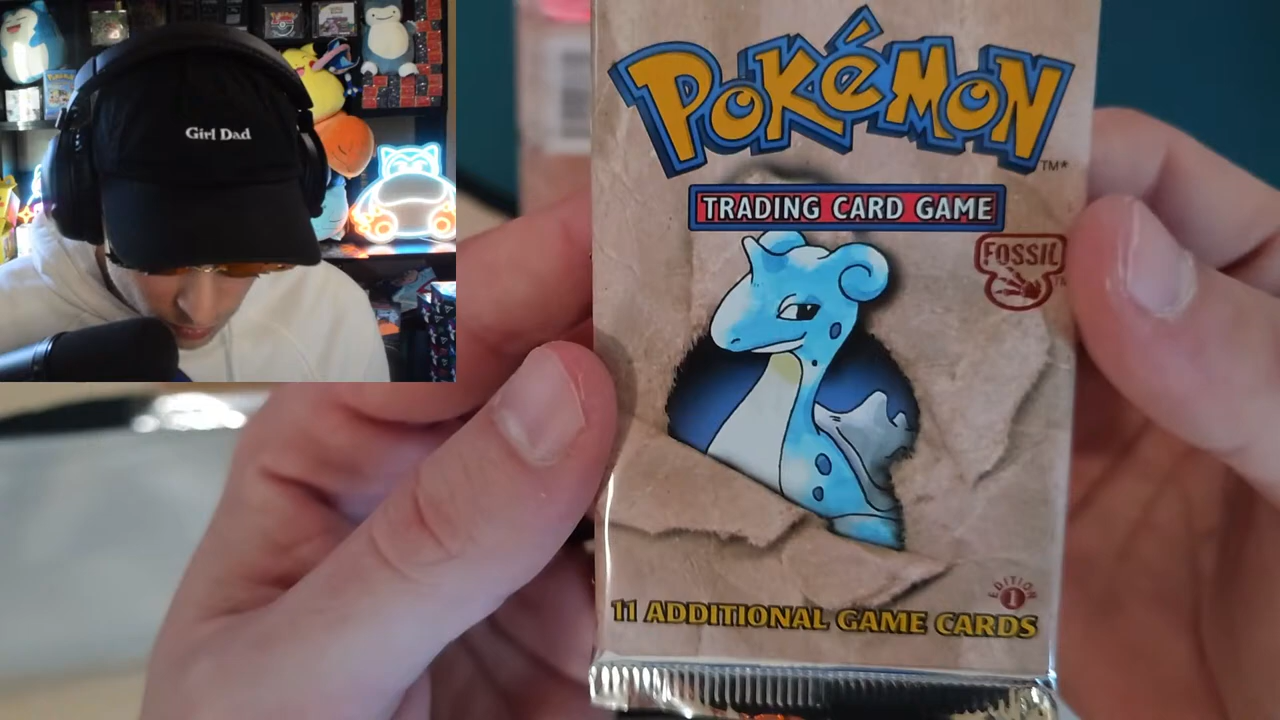 Girl Dad
POKéMON
TM*
TRADING CARD GAME
FOSSIL
TM
EDITION
1
11 ADDITIONAL GAME CARDS